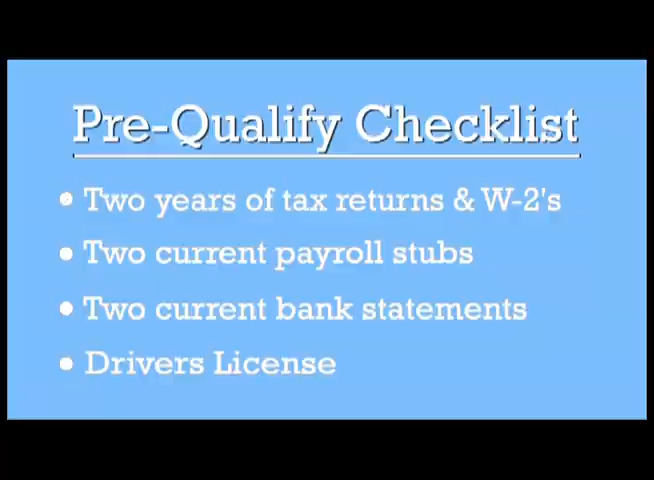 Pre-Qualify Checklist
• Two years of tax returns & W-2's
• Two current payroll stubs
• Two current bank statements
• Drivers License